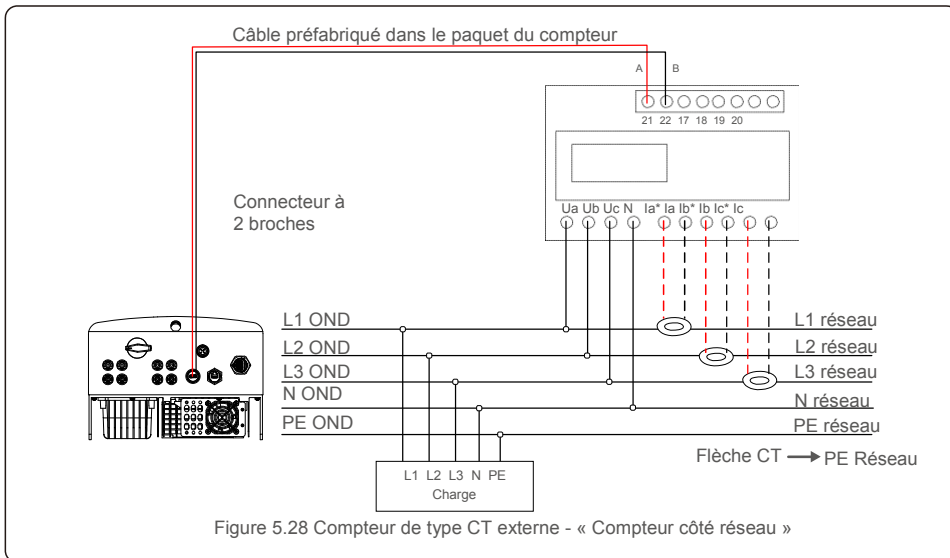 Câble préfabriqué dans le paquet du compteur
A B
21 22 17 18 19 20
Connecteur à
2 broches
Ua Ub Uc N Ia* Ia Ib* Ib Ic* Ic
L1 OND L1 réseau
L2 OND L2 réseau
L3 OND L3 réseau
N OND N réseau
PE OND PE réseau
Flèche CT PE Réseau
L1 L2 L3 N PE
Charge
Figure 5.28 Compteur de type CT externe - « Compteur côté réseau »